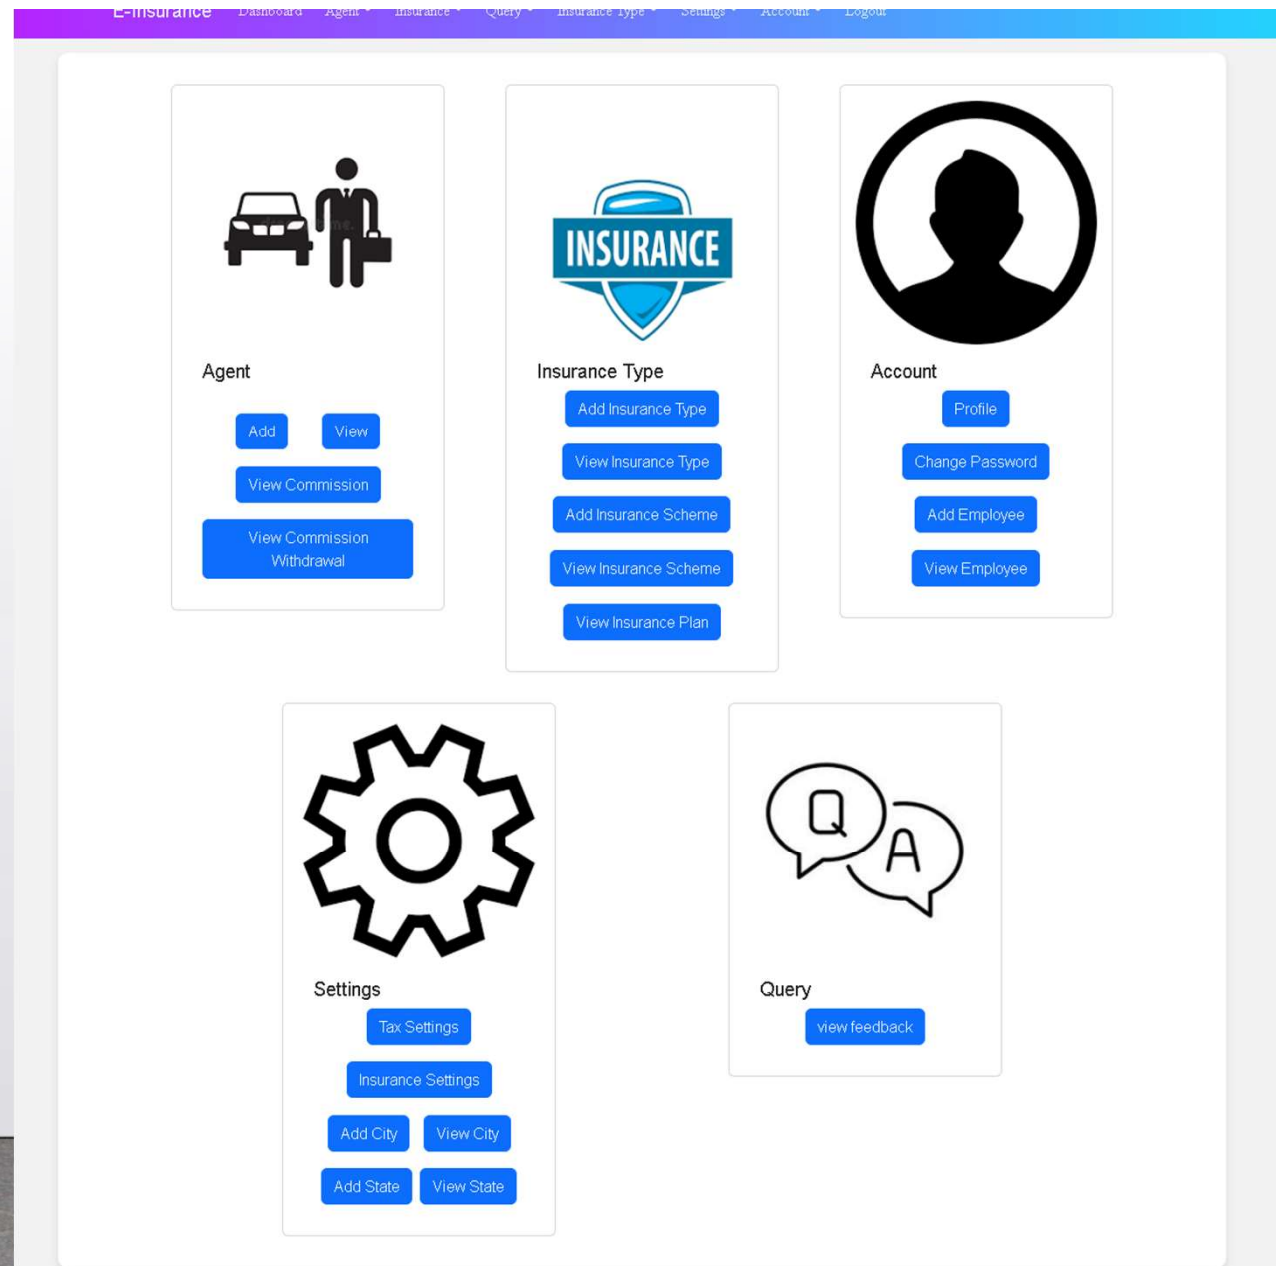 E-Insurance Dashboard Agent Insurance Query Insurance Type Settings Account Logout
INSURANCE
Agent
Add View
View Commission
View Commission
Withdrawal
Insurance Type
Add Insurance Type
View Insurance Type
Add Insurance Scheme
View Insurance Scheme
View Insurance Plan
Account
Profile
Change Password
Add Employee
View Employee
Q
A
Settings
Tax Settings
Insurance Settings
Add City View City
Add State View State
Query
view feedback